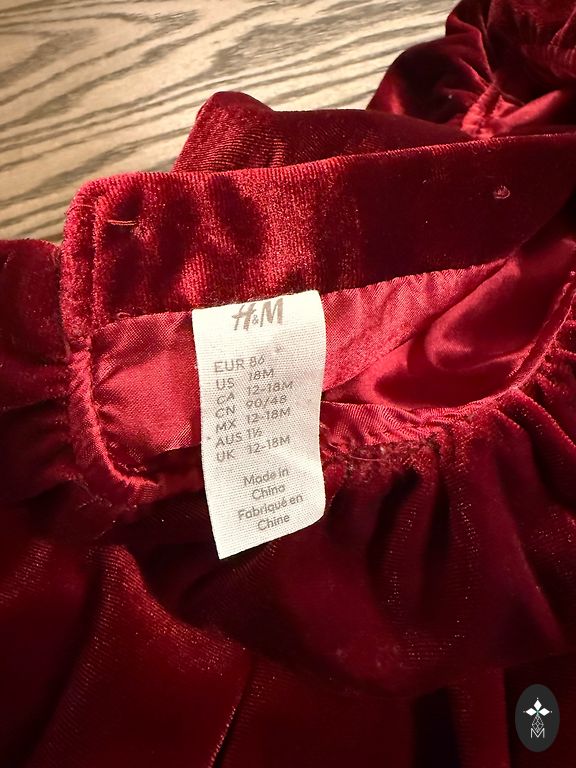 H&M
EUR 86
US 18M
CA 12-18M
CN 90/48
MX 12-18M
AUS 1½
UK 12-18M
Made in
China
Fabriqué en
Chine
M